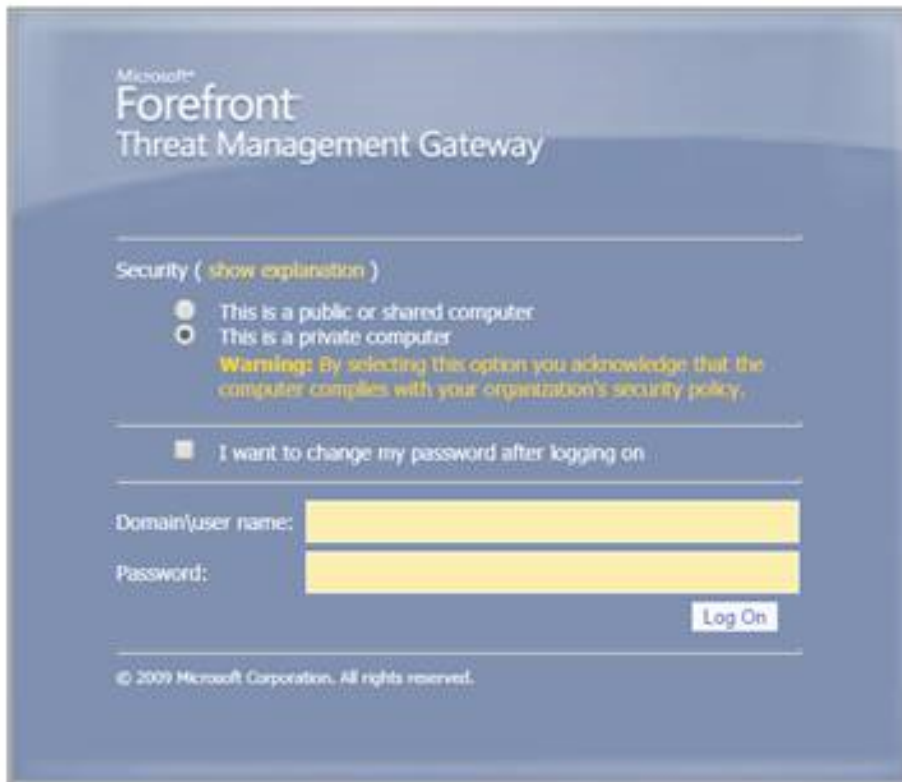 Microsoft®
Forefront™
Threat Management Gateway
Security ( show explanation )
This is a public or shared computer
This is a private computer
Warning: By selecting this option you acknowledge that the
computer complies with your organization's security policy.
I want to change my password after logging on
Domain\user name:
Password:
Log On
© 2009 Microsoft Corporation. All rights reserved.